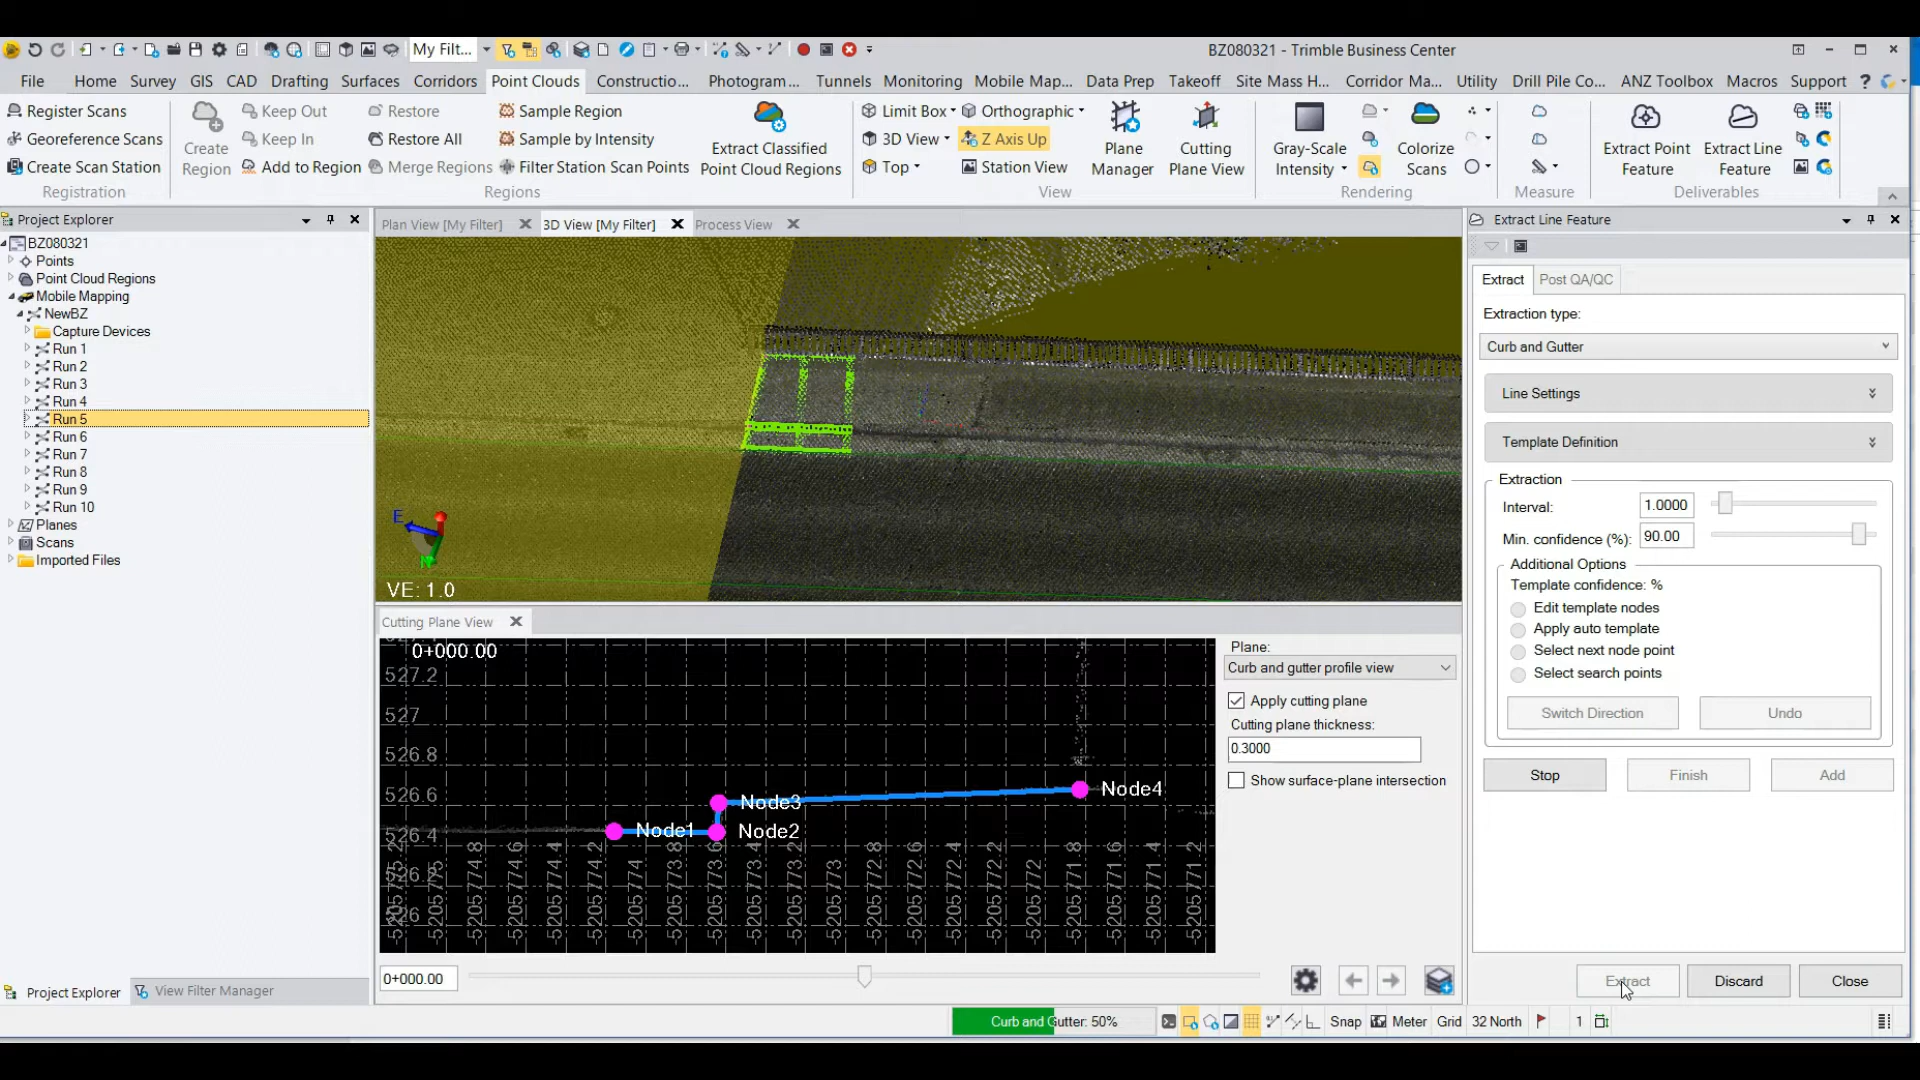 My Filt...
BZ080321 - Trimble Business Center
File Home Survey GIS CAD Drafting Surfaces Corridors Point Clouds Constructio... Photogram... Tunnels Monitoring Mobile Map... Data Prep Takeoff Site Mass H... Corridor Ma... Utility Drill Pile Co... ANZ Toolbox Macros Support
Register Scans
Georeference Scans
Create Scan Station
Registration
Create Region
Keep Out
Keep In
Add to Region
Restore
Restore All
Merge Regions
Sample Region
Sample by Intensity
Filter Station Scan Points
Regions
Extract Classified
Point Cloud Regions
Limit Box
3D View
Top
Orthographic
Z Axis Up
Station View
View
Plane
Manager
Cutting
Plane View
Gray-Scale
Intensity
Colorize
Scans
Rendering
Measure
Extract Point
Feature
Extract Line
Feature
Deliverables
Project Explorer
BZ080321
Points
Point Cloud Regions
Mobile Mapping
NewBZ
Capture Devices
Run 1
Run 2
Run 3
Run 4
Run 5
Run 6
Run 7
Run 8
Run 9
Run 10
Planes
Scans
Imported Files
Project Explorer
View Filter Manager
Plan View [My Filter]
3D View [My Filter]
Process View
E
N
VE: 1.0
Cutting Plane View
0+000.00
527.2
527
526.8
526.6
526.4
526.2
Node1
Node2
Node3
Node4
Plane:
Curb and gutter profile view
Apply cutting plane
Cutting plane thickness:
0.3000
Show surface-plane intersection
0+000.00
Extract Line Feature
Extract
Post QA/QC
Extraction type:
Curb and Gutter
Line Settings
Template Definition
Extraction
Interval: 1.0000
Min. confidence (%): 90.00
Additional Options
Template confidence: %
Edit template nodes
Apply auto template
Select next node point
Select search points
Switch Direction
Undo
Stop
Finish
Add
Extract
Discard
Close
Curb and Gutter: 50%
Snap
Meter
Grid
32 North
1